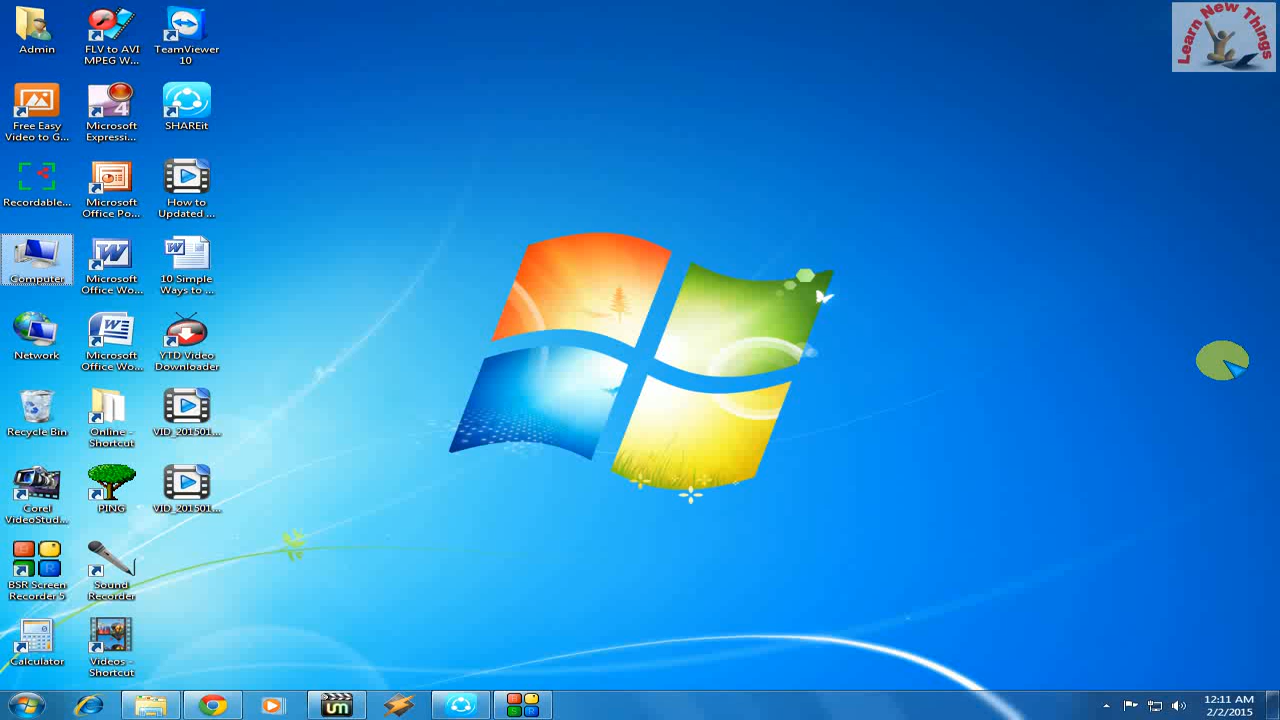 Admin
FLV to AVI
MPEG W...
TeamViewer
10
Learn New Things
Free Easy
Video to G...
Microsoft
Expressi...
SHAREit
Recordable...
Microsoft
Office Po...
How to
Updated ...
Computer
Microsoft
Office Wo...
10 Simple
Ways to ...
Network
Microsoft
Office Wo...
YTD Video
Downloader
Recycle Bin
Online -
Shortcut
VID_201501...
Corel
VideoStud...
PING
VID_201501...
BSR Screen
Recorder 5
Sound
Recorder
Calculator
Videos -
Shortcut
12:11 AM
2/2/2015